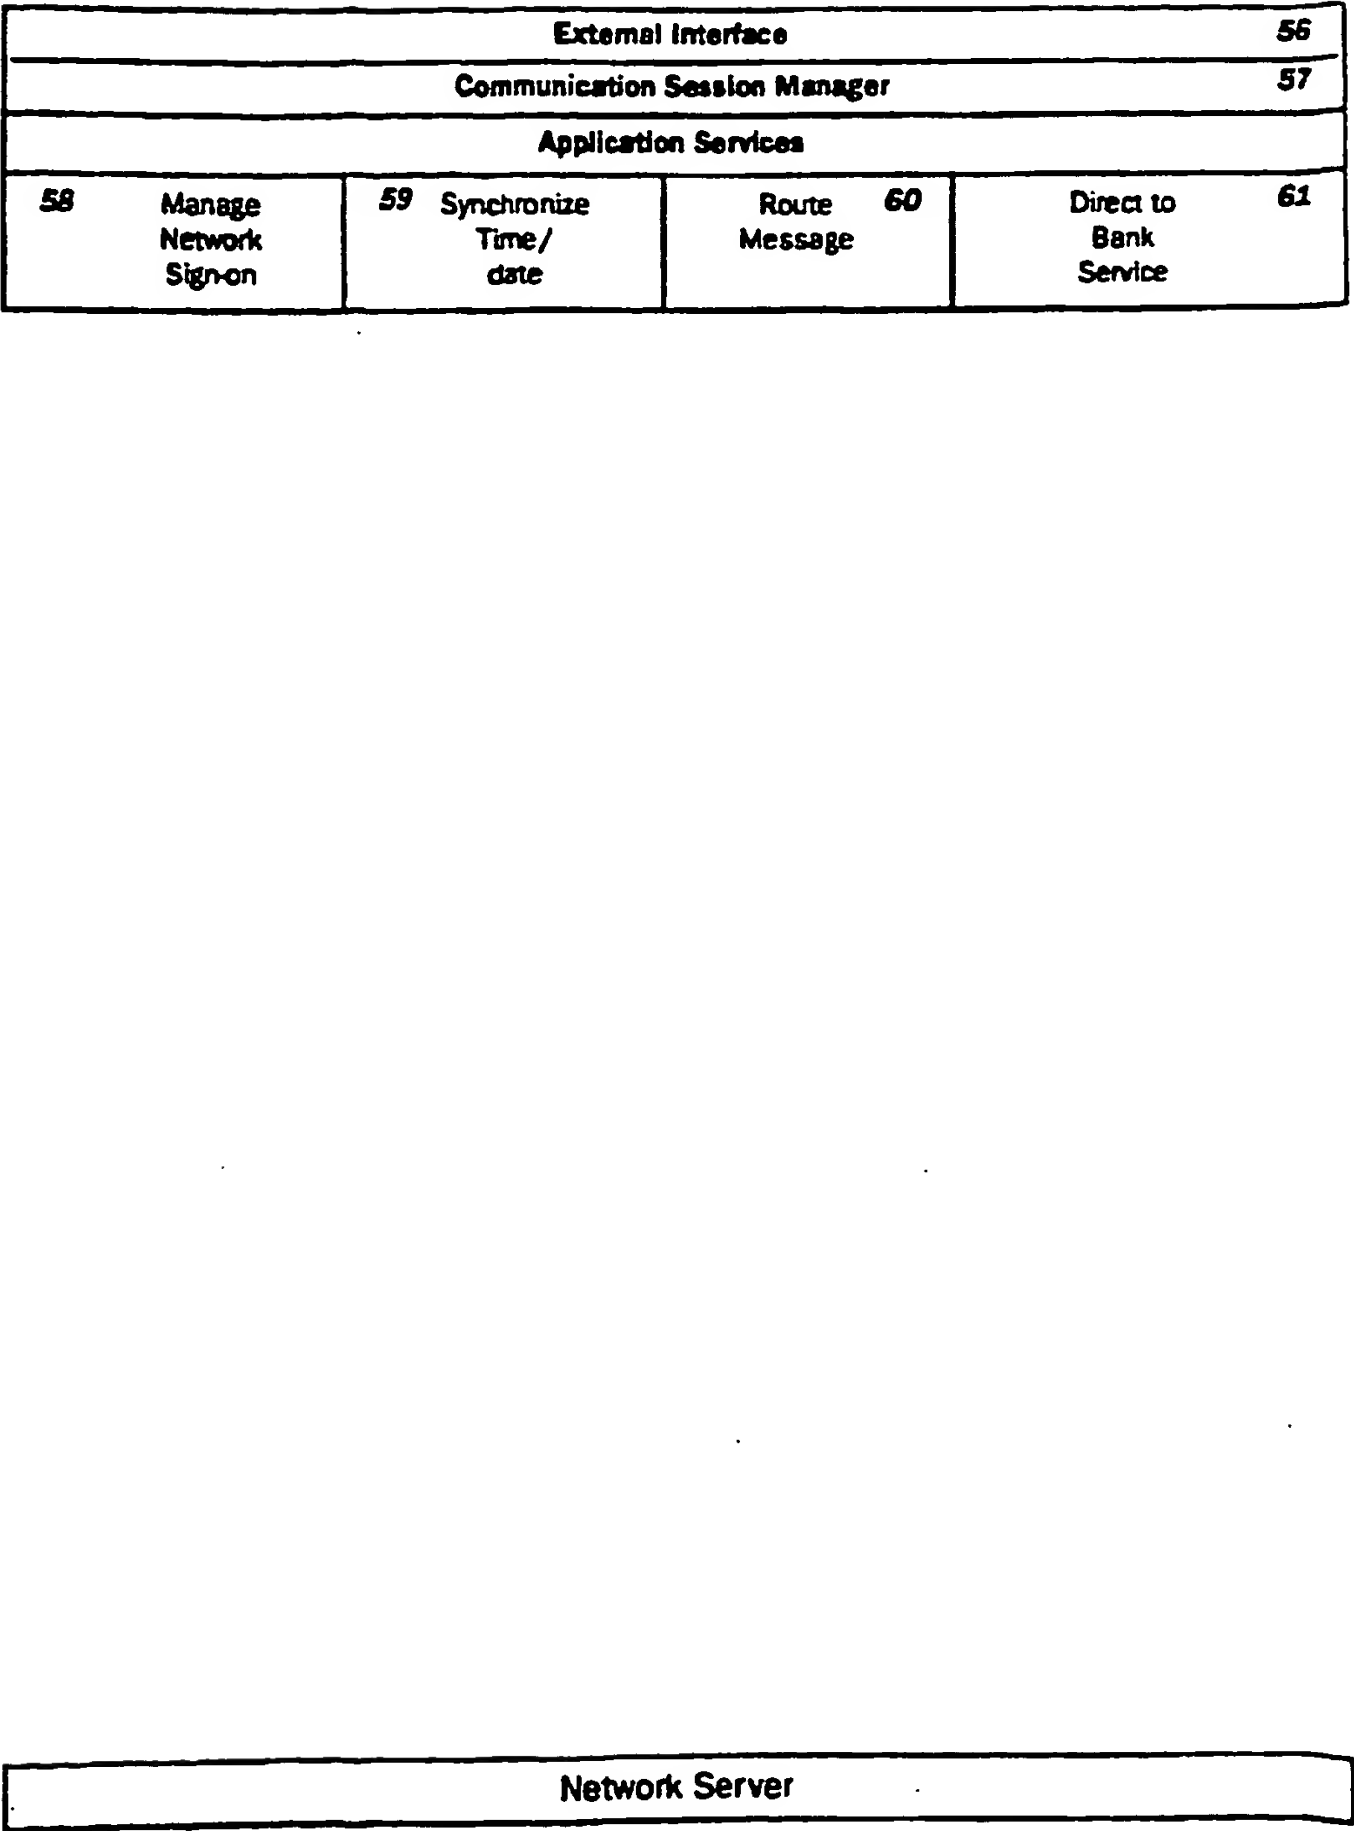 External Interface 56
Communication Session Manager 57
Application Services
58 Manage Network Sign-on
59 Synchronize Time/ date
Route Message 60
Direct to Bank Service 61
Network Server